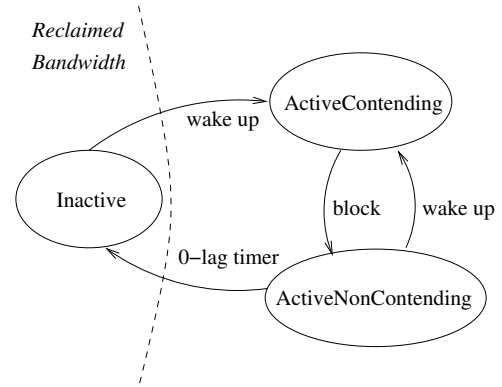 Reclaimed
Bandwidth
ActiveContending
wake up
Inactive
block
wake up
0−lag timer
ActiveNonContending